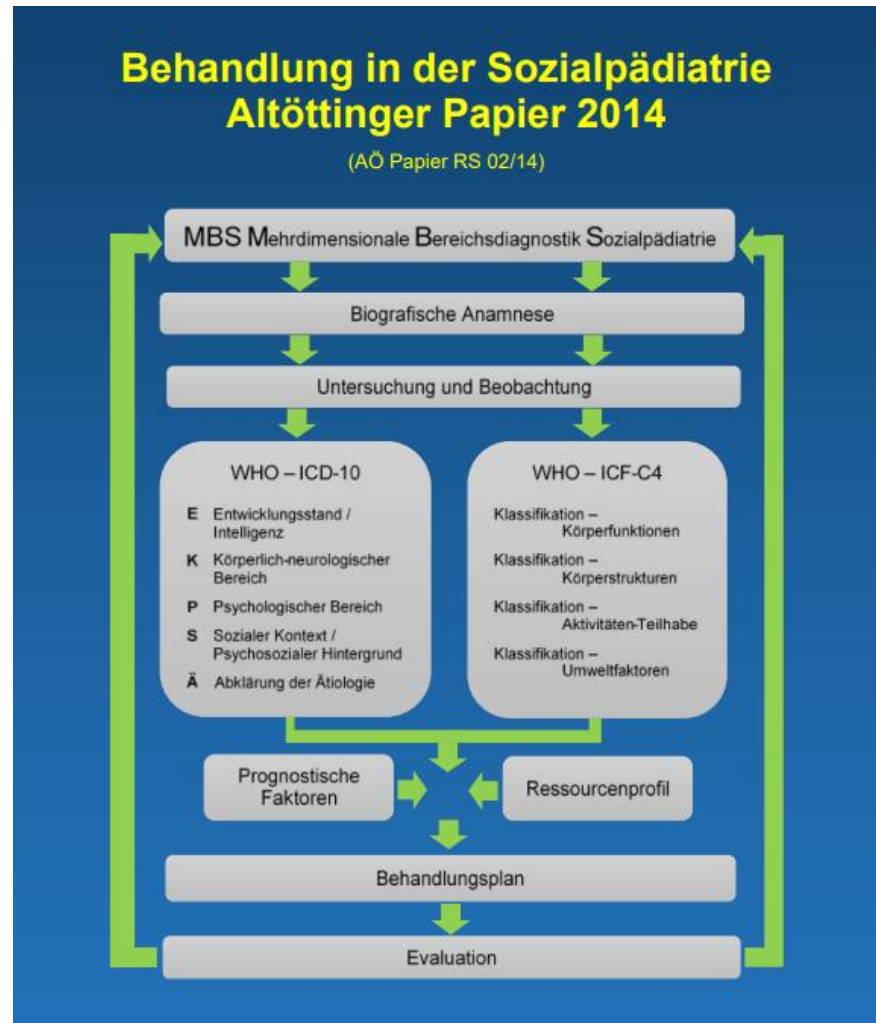 Behandlung in der Sozialpädiatrie
Altöttinger Papier 2014
(AÖ Papier RS 02/14)
MBS Mehrdimensionale Bereichsdiagnostik Sozialpädiatrie
Biografische Anamnese
Untersuchung und Beobachtung
WHO – ICD-10
E Entwicklungsstand /
Intelligenz
K Körperlich-neurologischer
Bereich
P Psychologischer Bereich
S Sozialer Kontext /
Psychosozialer Hintergrund
Ä Abklärung der Ätiologie
WHO – ICF-C4
Klassifikation –
Körperfunktionen
Klassifikation –
Körperstrukturen
Klassifikation –
Aktivitäten-Teilhabe
Klassifikation –
Umweltfaktoren
Prognostische
Faktoren
Ressourcenprofil
Behandlungsplan
Evaluation